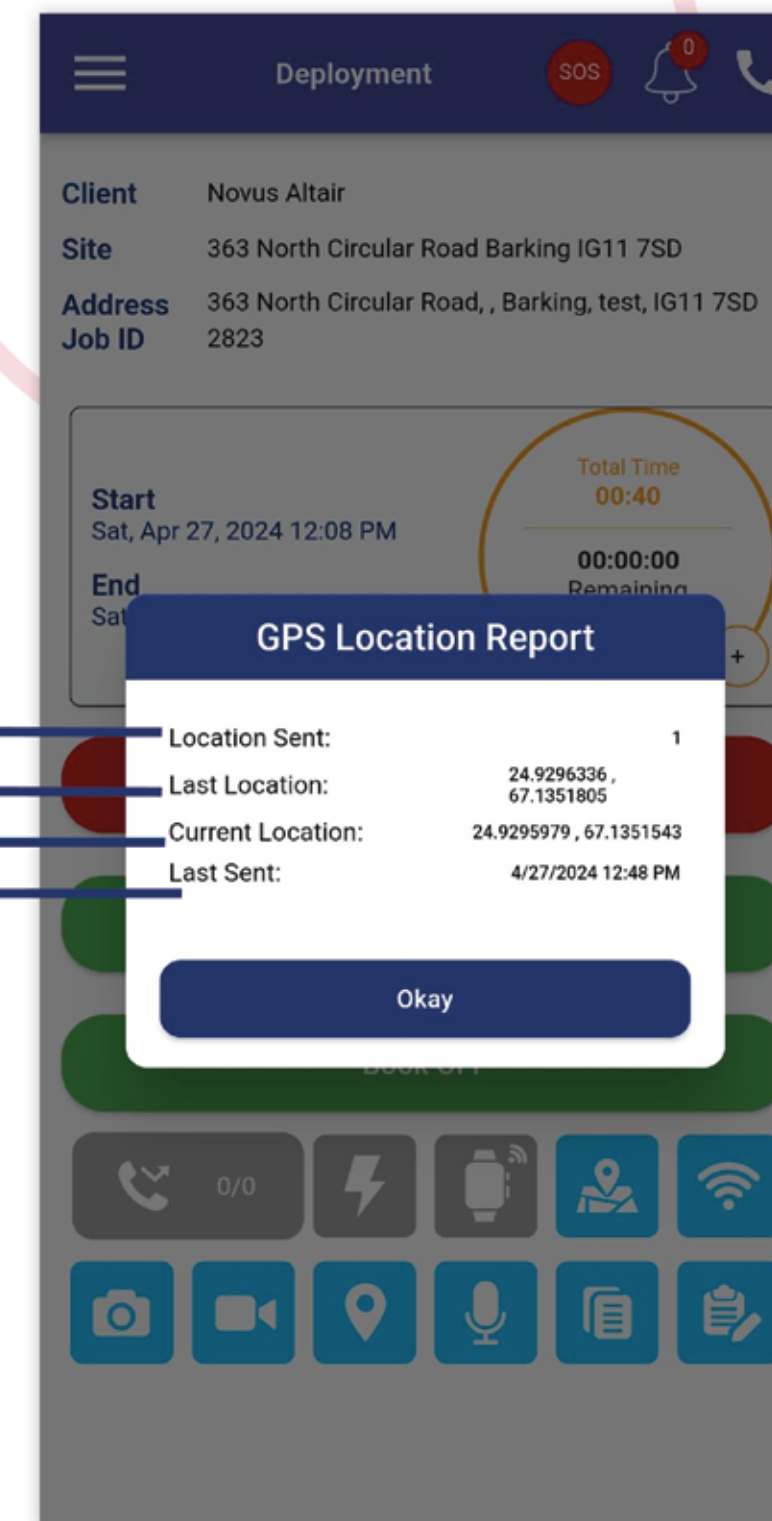 Deployment SOS 0
Client Novus Altair
Site 363 North Circular Road Barking IG11 7SD
Address 363 North Circular Road, , Barking, test, IG11 7SD
Job ID 2823
Total Time
00:40
Start
Sat, Apr 27, 2024 12:08 PM
00:00:00
Remaining
End
Sat
+
GPS Location Report
Location Sent: 1
Last Location: 24.9296336 ,
67.1351805
Current Location: 24.9295979 , 67.1351543
Last Sent: 4/27/2024 12:48 PM
Okay
0/0